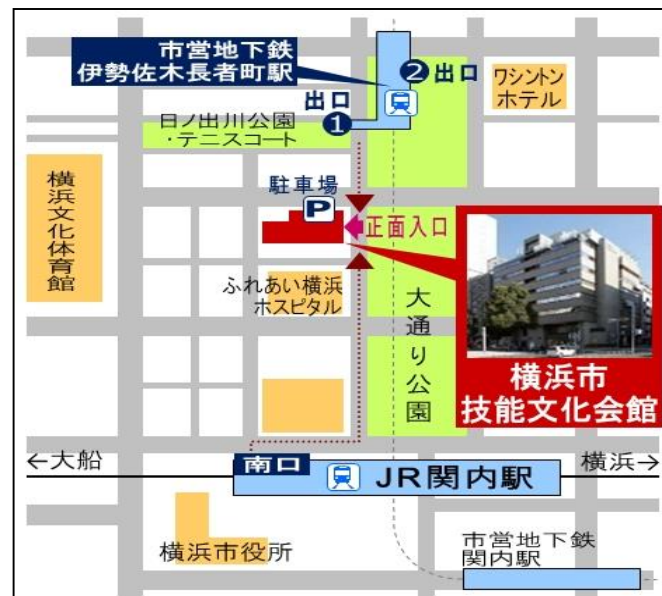 市営地下鉄
伊勢佐木長者町駅
❷出口
ワシントン
ホテル
出口
❶
日ノ出川公園
・テニスコート
横浜文化体育館
駐車場
P
正面入口
ふれあい横浜
ホスピタル
大通り公園
横浜市
技能文化会館
←大船
南口
JR関内駅
横浜→
横浜市役所
市営地下鉄
関内駅